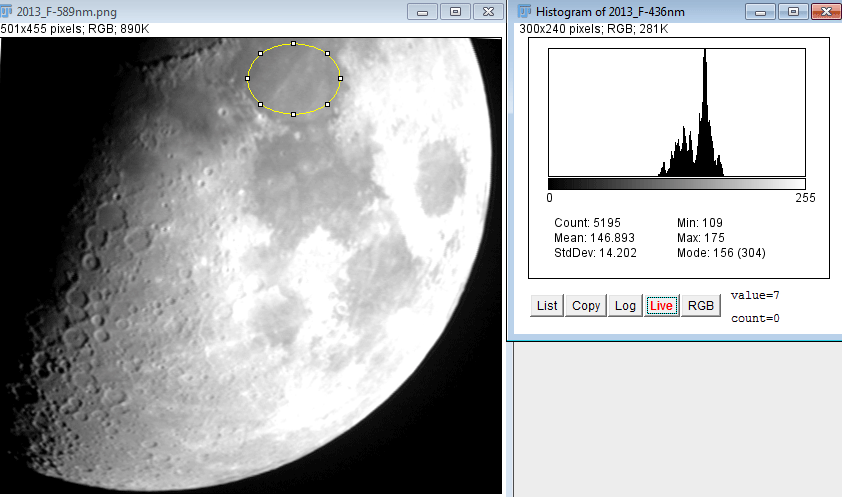 2013_F-589nm.png
501x455 pixels; RGB; 890K
Histogram of 2013_F-436nm
300x240 pixels; RGB; 281K
0 255
Count: 5195 Min: 109
Mean: 146.893 Max: 175
StdDev: 14.202 Mode: 156 (304)
List Copy Log Live RGB
value=7
count=0